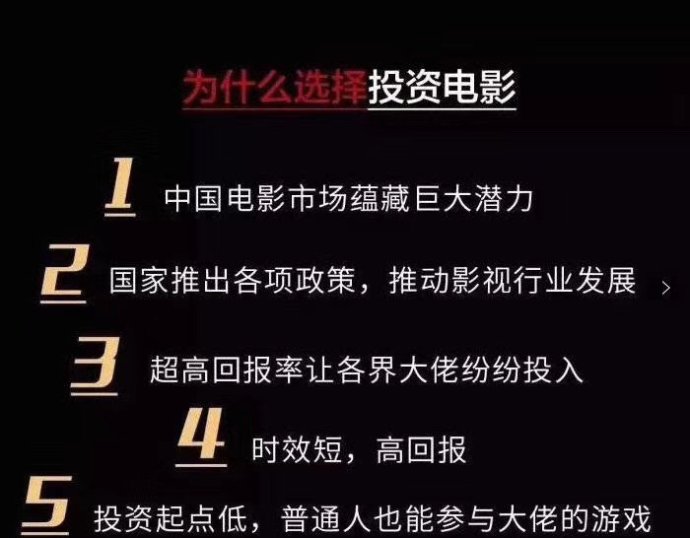 为什么选择投资电影
1 中国电影市场蕴藏巨大潜力
2 国家推出各项政策，推动影视行业发展
3 超高回报率让各界大佬纷纷投入
4 时效短，高回报
5 投资起点低，普通人也能参与大佬的游戏